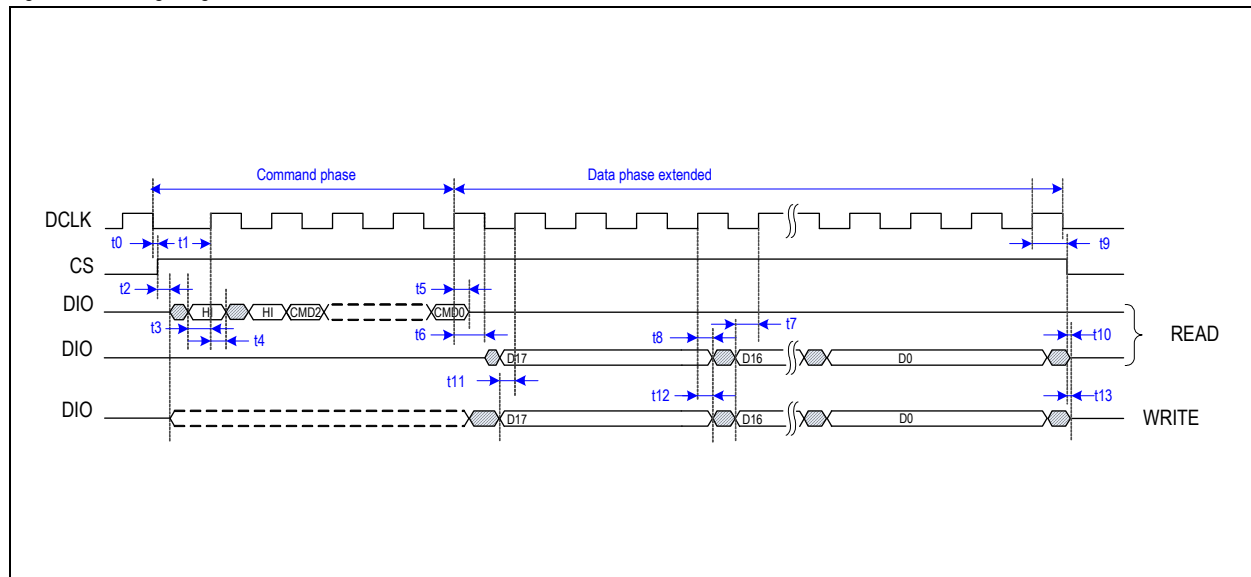 Command phase
Data phase extended
DCLK
t0
t1
t9
CS
t2
t5
DIO
HI
HI
CMD2
CMD0
t3
t4
t6
t8
t7
t10
READ
DIO
D17
D16
D0
t11
t12
t13
DIO
D17
D16
D0
WRITE